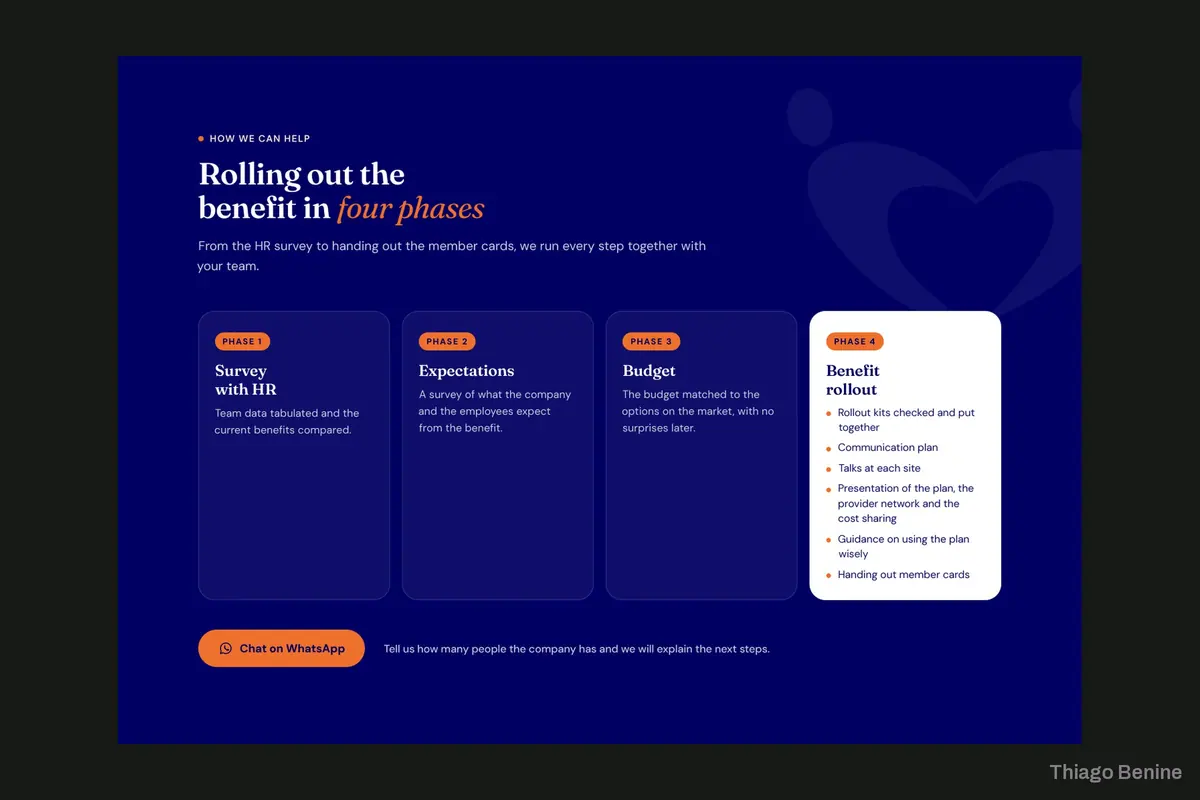 HOW WE CAN HELP
Rolling out the
benefit in four phases
From the HR survey to handing out the member cards, we run every step together with
your team.
PHASE 1
Survey
with HR
Team data tabulated and the
current benefits compared.
PHASE 2
Expectations
A survey of what the company
and the employees expect
from the benefit.
PHASE 3
Budget
The budget matched to the
options on the market, with no
surprises later.
PHASE 4
Benefit
rollout
Rollout kits checked and put
together
Communication plan
Talks at each site
Presentation of the plan, the
provider network and the
cost sharing
Guidance on using the plan
wisely
Handing out member cards
Chat on WhatsApp
Tell us how many people the company has and we will explain the next steps.
Thiago Benine